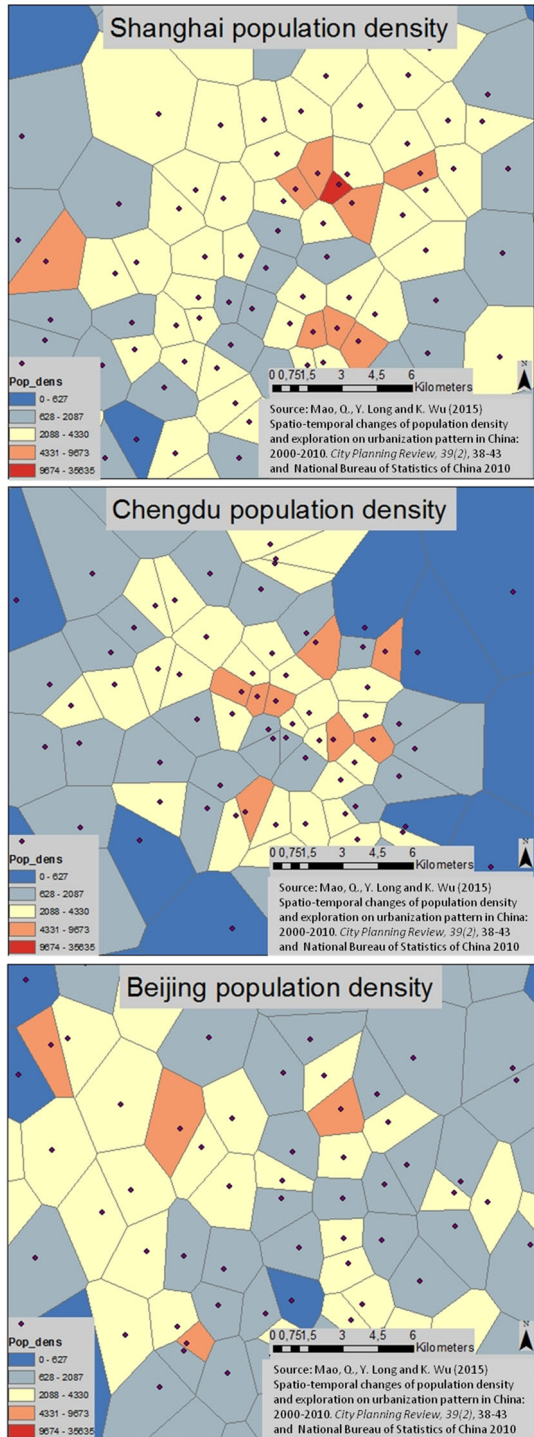 Shanghai population density
Pop_dens
0 - 627
628 - 2087
2088 - 4330
4331 - 9673
9674 - 35635
0 0,751,5 3 4,5 6
Kilometers
N
Source: Mao, Q., Y. Long and K. Wu (2015)
Spatio-temporal changes of population density
and exploration on urbanization pattern in China:
2000-2010. City Planning Review, 39(2), 38-43
and National Bureau of Statistics of China 2010
Chengdu population density
Pop_dens
0 - 627
628 - 2087
2088 - 4330
4331 - 9673
9674 - 35635
0 0,751,5 3 4,5 6
Kilometers
N
Source: Mao, Q., Y. Long and K. Wu (2015)
Spatio-temporal changes of population density
and exploration on urbanization pattern in China:
2000-2010. City Planning Review, 39(2), 38-43
and National Bureau of Statistics of China 2010
Beijing population density
Pop_dens
0 - 627
628 - 2087
2088 - 4330
4331 - 9673
9674 - 35635
0 0,751,5 3 4,5 6
Kilometers
N
Source: Mao, Q., Y. Long and K. Wu (2015)
Spatio-temporal changes of population density
and exploration on urbanization pattern in China:
2000-2010. City Planning Review, 39(2), 38-43
and National Bureau of Statistics of China 2010